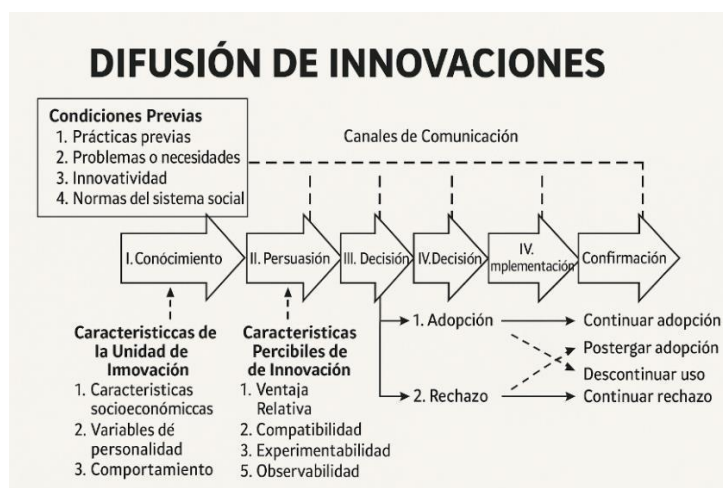 DIFUSIÓN DE INNOVACIONES
Condiciones Previas
1. Prácticas previas
2. Problemas o necesidades
3. Innovatividad
4. Normas del sistema social
Canales de Comunicación
I. Conócimiento
II. Persuasión
III. Decisión
IV. Decisión
IV.
mplementación
Confirmación
Caracteristiccas de
la Unidad de
Imovación
1. Caracteristicas
socioeconómiccas
2. Variables dé
personalidad
3. Comportamiento
Caracteristicas
Percibiles de
de Innovación
1. Ventaja
Relativa
2. Compatibilidad
3. Experimentabilidad
5. Observabilidad
1. Adopción
2. Rechazo
Continuar adopción
Postergar adopción
Descontinuar uso
Continuar rechazo